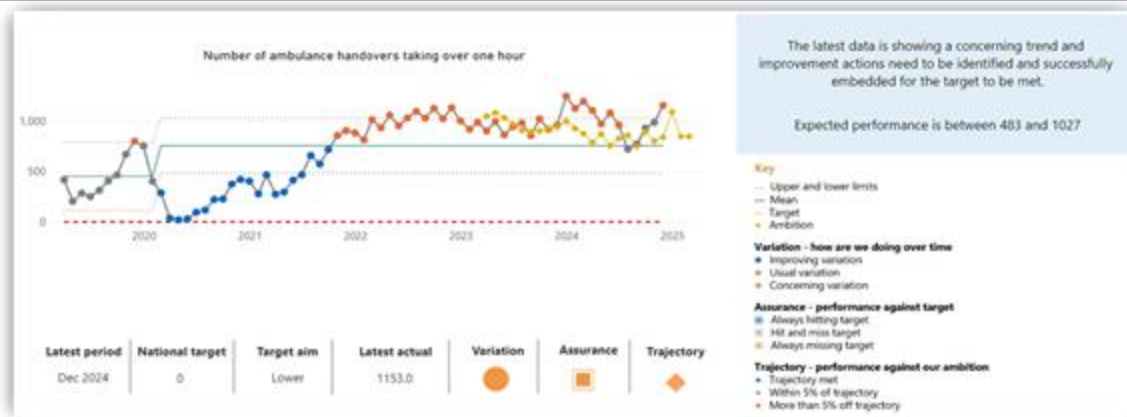 Number of ambulance handovers taking over one hour
1,000
500
0
2020
2021
2022
2023
2024
2025
Latest period
National target
Target aim
Latest actual
Variation
Assurance
Trajectory
Dec 2024
0
Lower
1153.0
The latest data is showing a concerning trend and
improvement actions need to be identified and successfully
embedded for the target to be met.
Expected performance is between 483 and 1027
Key
Upper and lower limits
Mean
Target
Ambition
Variation - how are we doing over time
Improving variation
Usual variation
Concerning variation
Assurance - performance against target
Always hitting target
Hit and miss target
Always missing target
Trajectory - performance against our ambition
Trajectory met
Within 5% of trajectory
More than 5% off trajectory